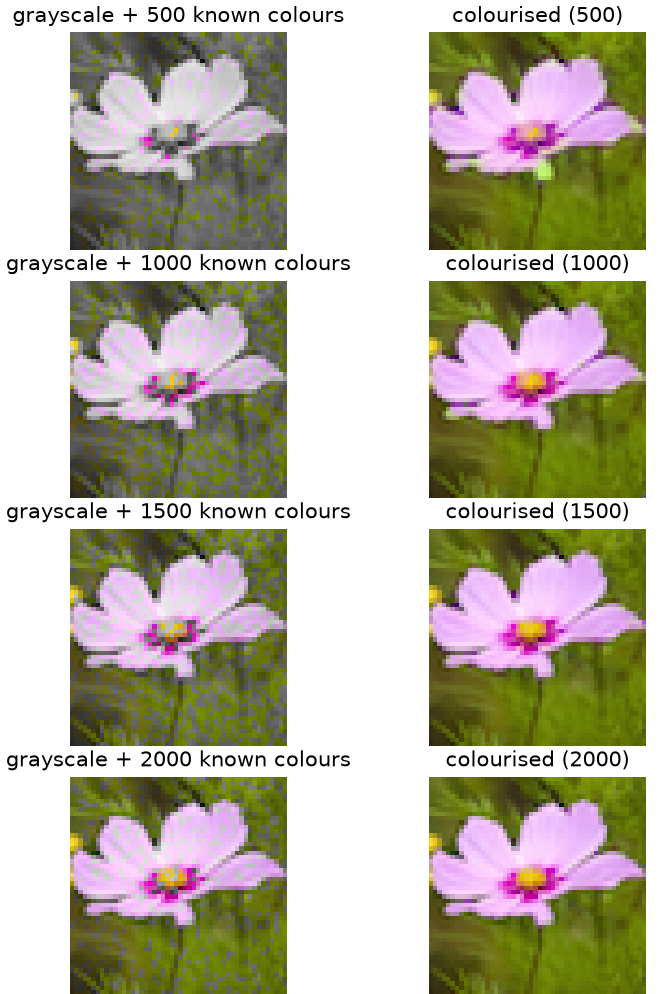 grayscale + 500 known colours
colourised (500)
grayscale + 1000 known colours
colourised (1000)
grayscale + 1500 known colours
colourised (1500)
grayscale + 2000 known colours
colourised (2000)